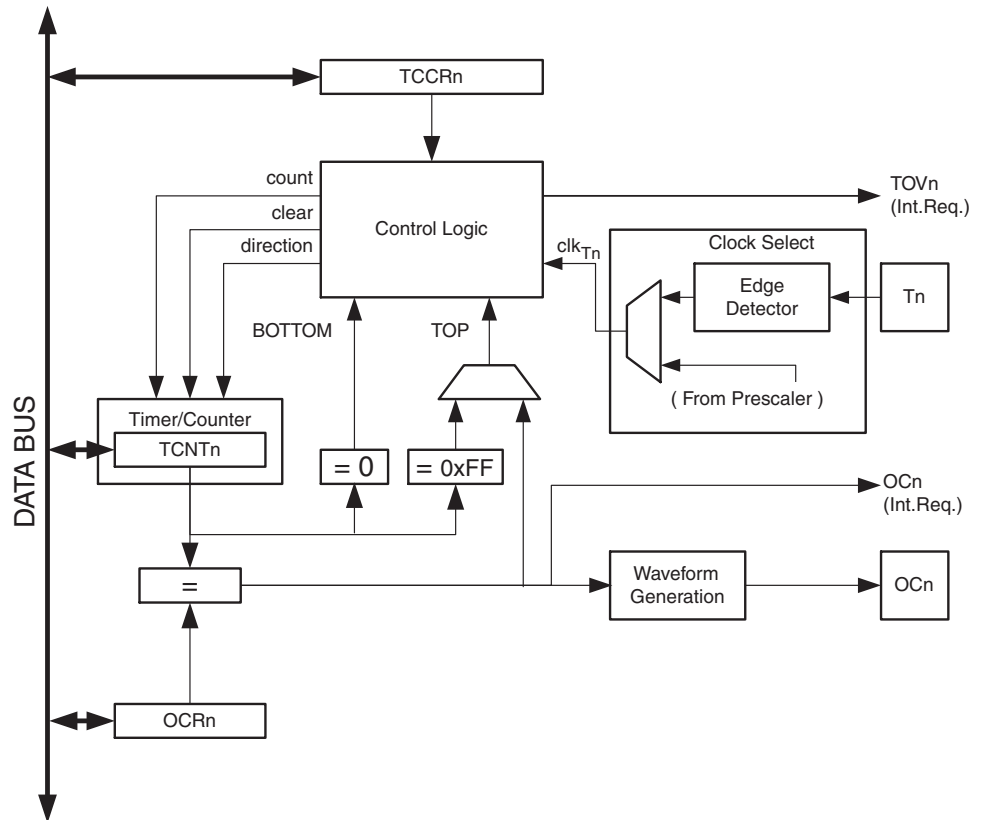 TCCRn
count
clear
direction
Control Logic
TOVn
(Int.Req.)
clkTn
Clock Select
Edge
Detector
Tn
( From Prescaler )
BOTTOM
TOP
Timer/Counter
TCNTn
= 0
= 0xFF
DATA BUS
OCn
(Int.Req.)
=
Waveform
Generation
OCn
OCRn